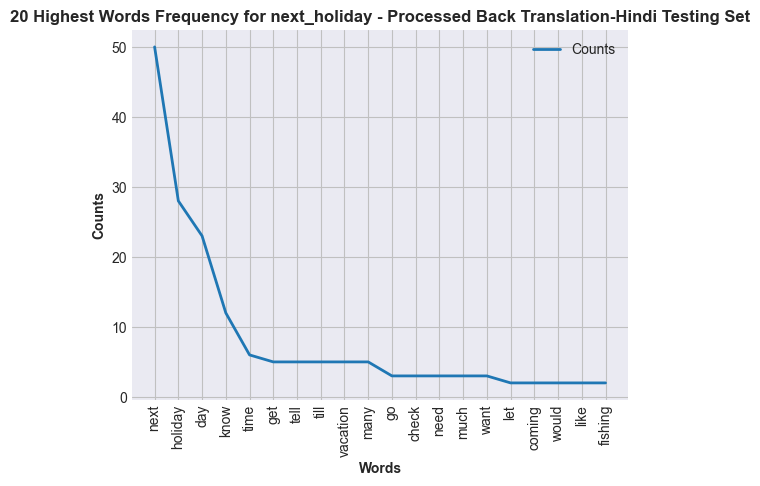 20 Highest Words Frequency for next_holiday - Processed Back Translation-Hindi Testing Set
Counts
50
40
30
20
10
0
Counts
next
holiday
day
know
time
get
tell
till
vacation
many
go
check
need
much
want
let
coming
would
like
fishing
Words